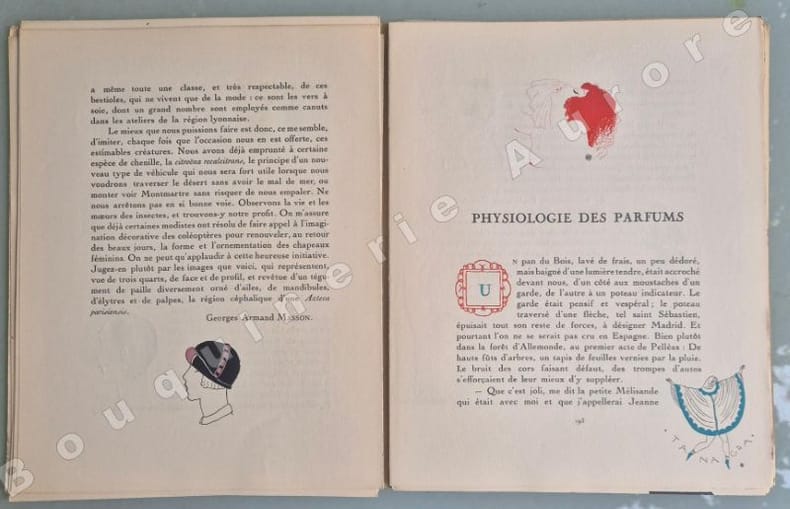 a même toute une classe, et très respectable, de ces
bestioles, qui ne vivent que de la mode : ce sont les vers à
soie, dont un grand nombre sont employés comme canuts
dans les ateliers de la région lyonnaise.
Le mieux que nous puissions faire est donc, ce me semble,
d'imiter, chaque fois que l'occasion nous en est offerte, ces
estimables créatures. Nous avons déjà emprunté à certaine
espèce de chenille, la citroëna recalcitrans, le principe d'un nou-
veau type de véhicule qui nous sera fort utile lorsque nous
voudrons traverser le désert sans avoir le mal de mer, ou
monter voir Montmartre sans risquer de nous empaler. Ne
nous arrêtons pas en si bonne voie. Observons la vie et les
mœurs des insectes, et trouvons-y notre profit. On m'assure
que déjà certaines modistes ont résolu de faire appel à l'imagi-
nation décorative des coléoptères pour renouveler, au retour
des beaux jours, la forme et l'ornementation des chapeaux
féminins. On ne peut qu'applaudir à cette heureuse initiative.
Jugez-en plutôt par les images que voici, qui représentent,
vue de trois quarts, de face et de profil, et revêtue d'un tégu-
ment de paille diversement orné d'ailes, de mandibules,
d'élytres et de palpes, la région céphalique d'une Acteea
parisiensis.
Georges Armand MASSON.
PHYSIOLOGIE DES PARFUMS
UN pan du Bois, lavé de frais, un peu dédoré,
mais baigné d'une lumière tendre, était accroché
devant nous, d'un côté aux moustaches d'un
garde, de l'autre à un poteau indicateur. Le
garde était pensif et vespéral ; le poteau
traversé d'une flèche, tel saint Sébastien,
épuisait tout son reste de forces, à désigner Madrid. Et
pourtant l'on ne se serait pas cru en Espagne. Bien plutôt
dans la forêt d'Allemonde, au premier acte de Pelléas : De
hauts fûts d'arbres, un tapis de feuilles vernies par la pluie.
Le bruit des cors faisant défaut, des trompes d'autos
s'efforçaient de leur mieux d'y suppléer.
— Que c'est joli, me dit la petite Mélisande
qui était avec moi et que j'appellerai Jeanne
198
TANAGRA
Bouquinerie Aurore